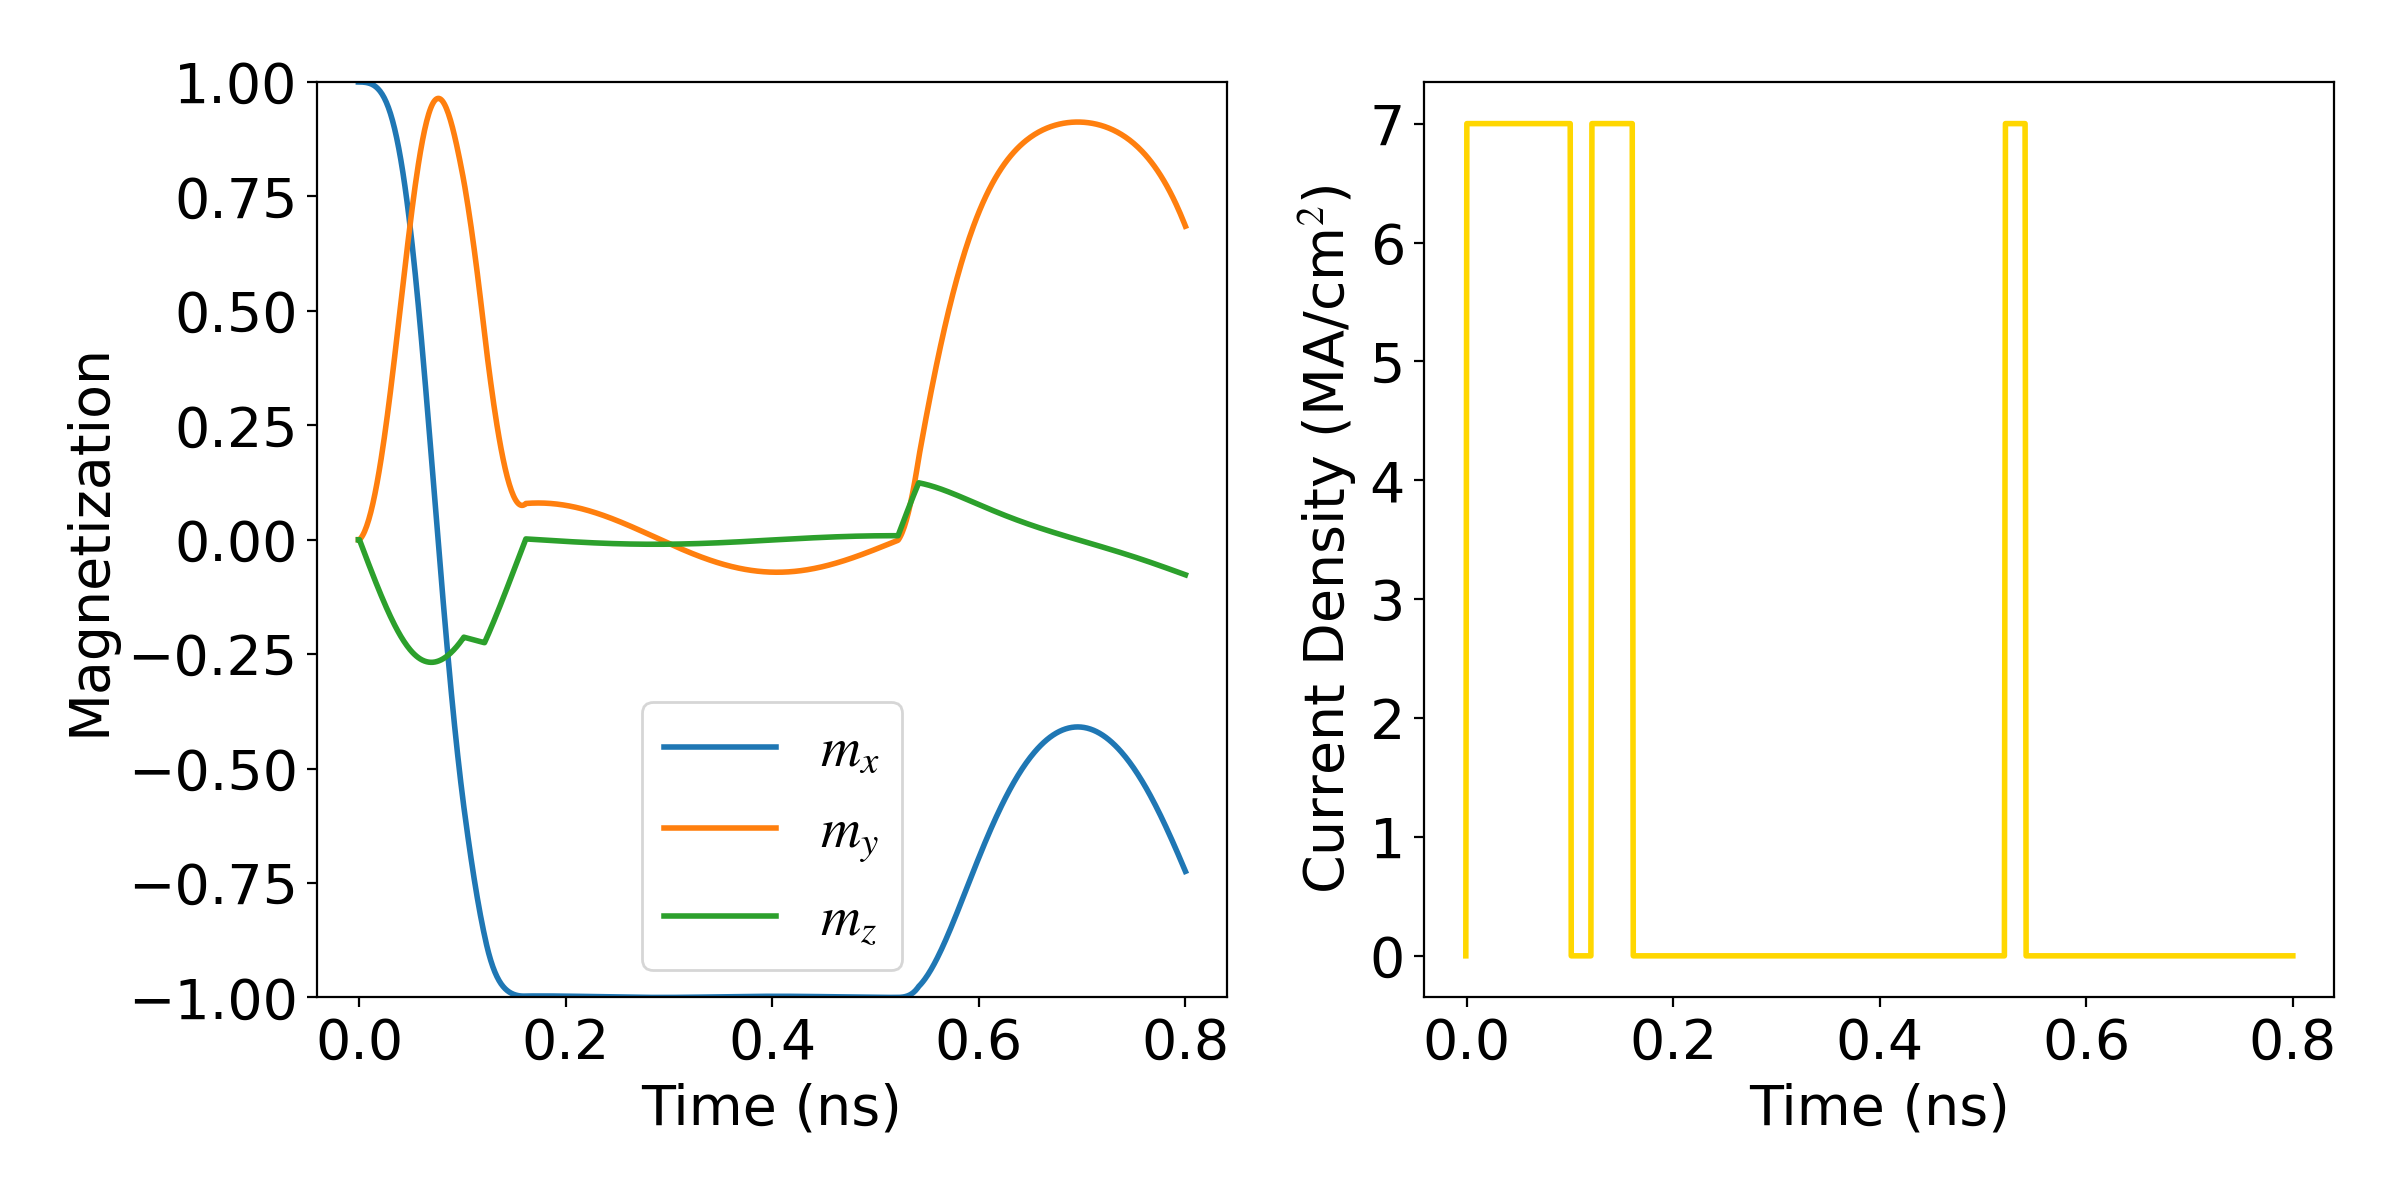 1.00
0.75
0.50
0.25
0.00
−0.25
−0.50
−0.75
−1.00
Magnetization
0.0 0.2 0.4 0.6 0.8
Time (ns)
m_x
m_y
m_z
7
6
5
4
3
2
1
0
Current Density (MA/cm²)
0.0 0.2 0.4 0.6 0.8
Time (ns)